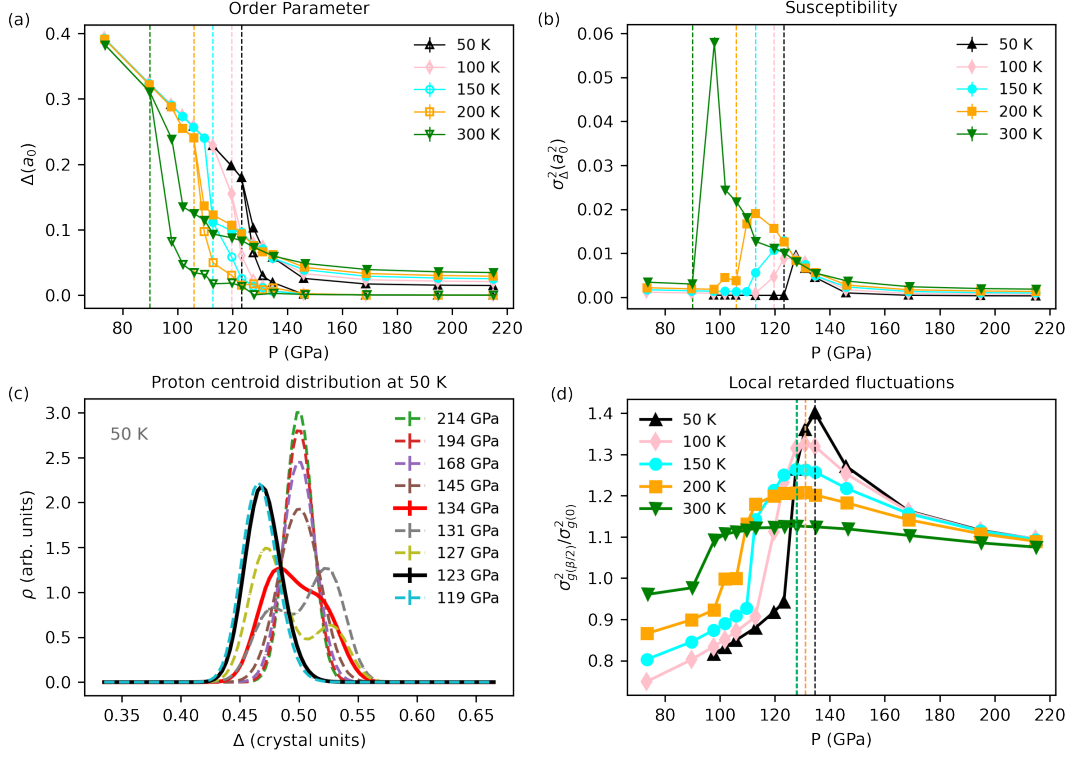 (a)
Order Parameter
Δ(a₀)
0.4
0.3
0.2
0.1
0.0
50 K
100 K
150 K
200 K
300 K
80 100 120 140 160 180 200 220
P (GPa)
(b)
Susceptibility
σ²_Δ(a₀²)
0.06
0.05
0.04
0.03
0.02
0.01
0.00
50 K
100 K
150 K
200 K
300 K
80 100 120 140 160 180 200 220
P (GPa)
(c)
Proton centroid distribution at 50 K
ρ (arb. units)
3.0
2.5
2.0
1.5
1.0
0.5
0.0
50 K
214 GPa
194 GPa
168 GPa
145 GPa
134 GPa
131 GPa
127 GPa
123 GPa
119 GPa
0.35 0.40 0.45 0.50 0.55 0.60 0.65
Δ (crystal units)
(d)
Local retarded fluctuations
σ²_g(β/2)/σ²_g(0)
1.4
1.3
1.2
1.1
1.0
0.9
0.8
50 K
100 K
150 K
200 K
300 K
80 100 120 140 160 180 200 220
P (GPa)